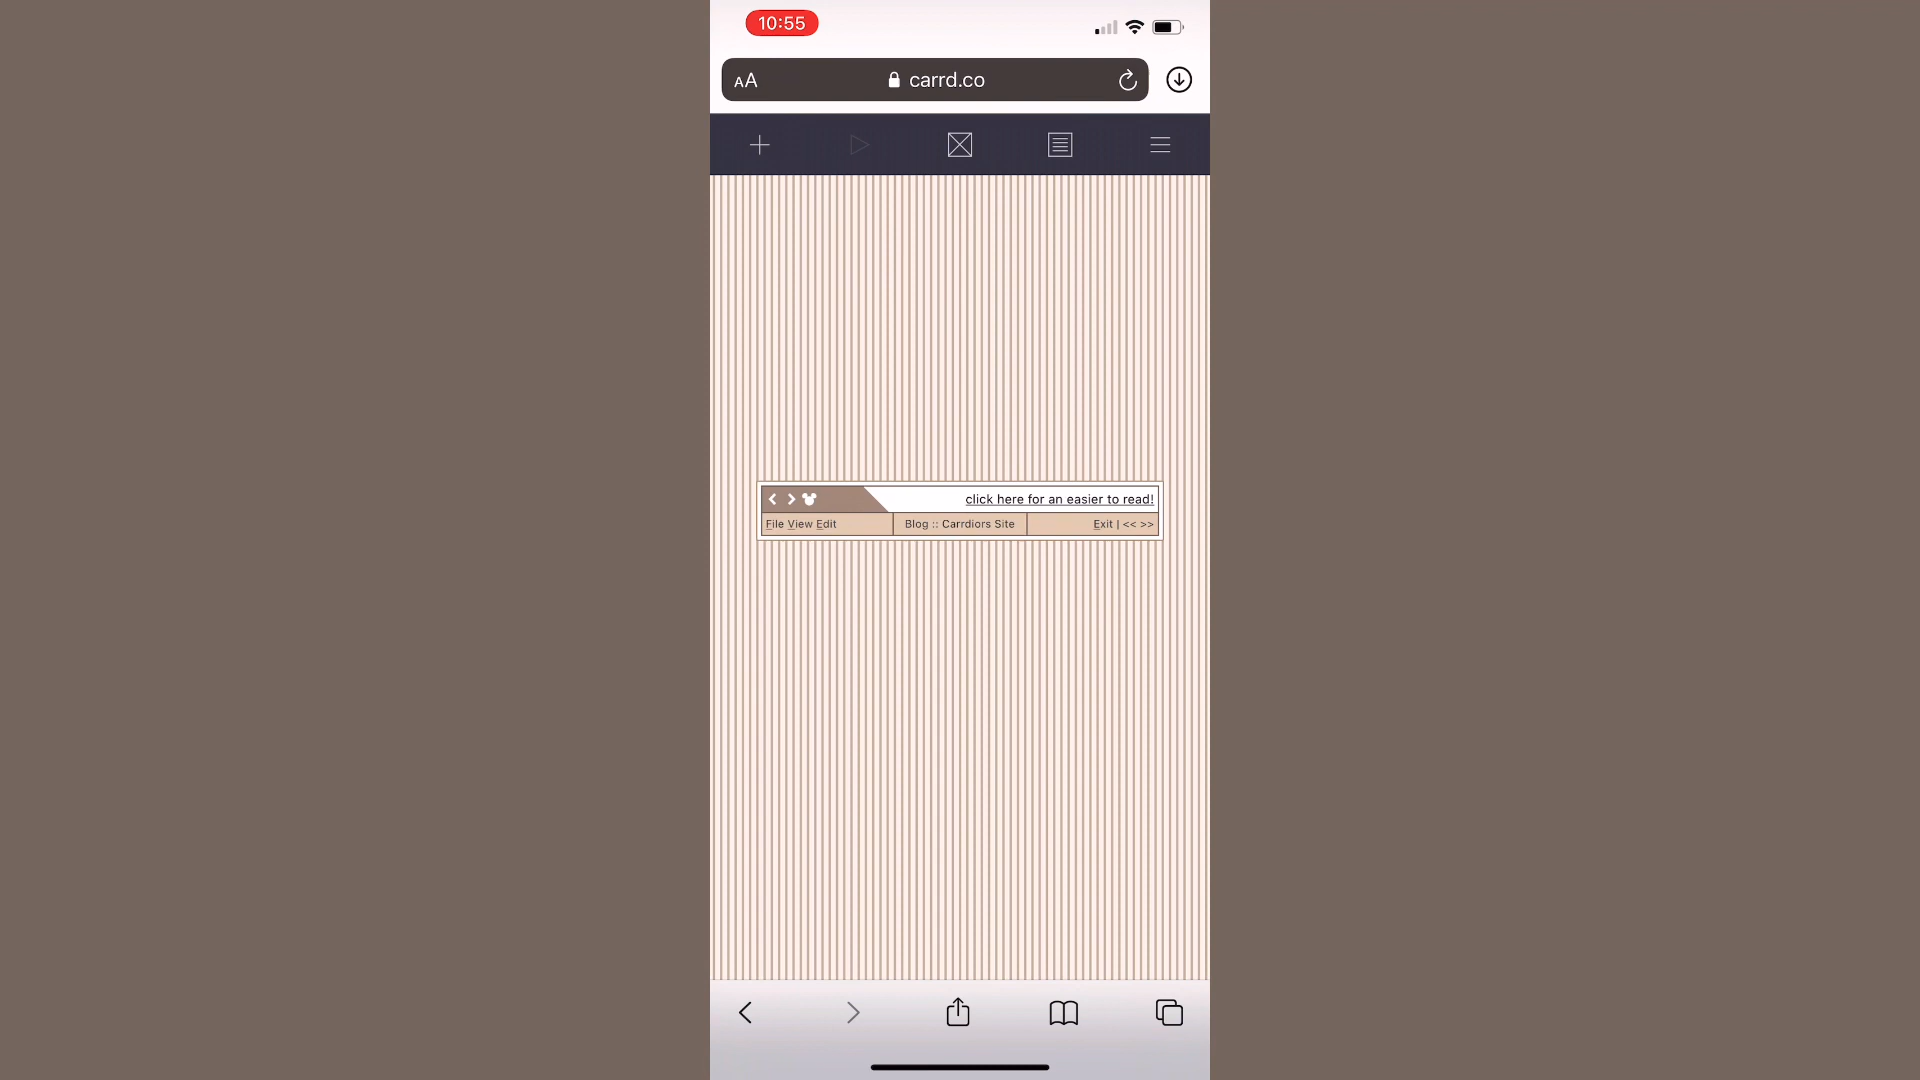 10:55
AA carrd.co
click here for an easier to read!
File View Edit Blog :: Carrdiors Site Exit | << >>